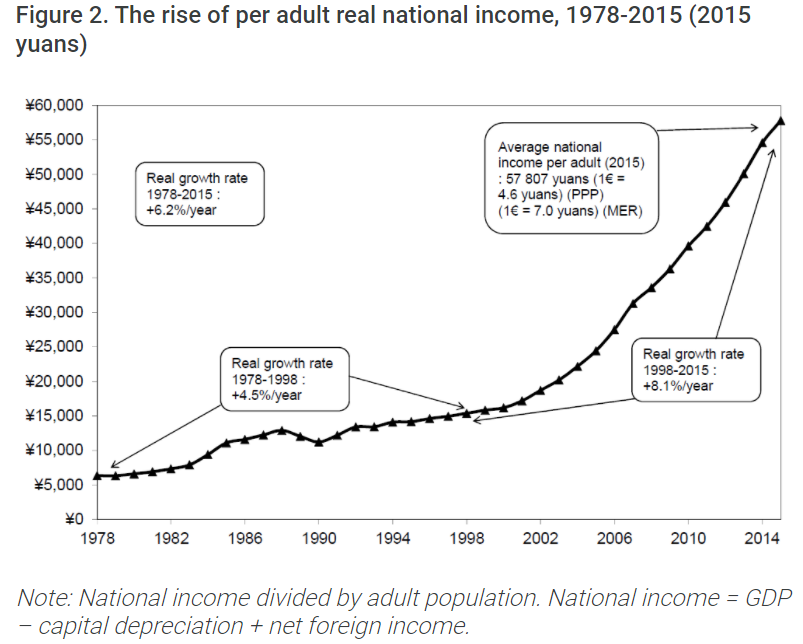 Figure 2. The rise of per adult real national income, 1978-2015 (2015
yuans)
¥60,000
¥55,000
¥50,000
¥45,000
¥40,000
¥35,000
¥30,000
¥25,000
¥20,000
¥15,000
¥10,000
¥5,000
¥0
Real growth rate
1978-2015 :
+6.2%/year
Average national
income per adult (2015)
: 57 807 yuans (1€ =
4.6 yuans) (PPP)
(1€ = 7.0 yuans) (MER)
Real growth rate
1978-1998 :
+4.5%/year
Real growth rate
1998-2015 :
+8.1%/year
1978 1982 1986 1990 1994 1998 2002 2006 2010 2014
Note: National income divided by adult population. National income = GDP
– capital depreciation + net foreign income.